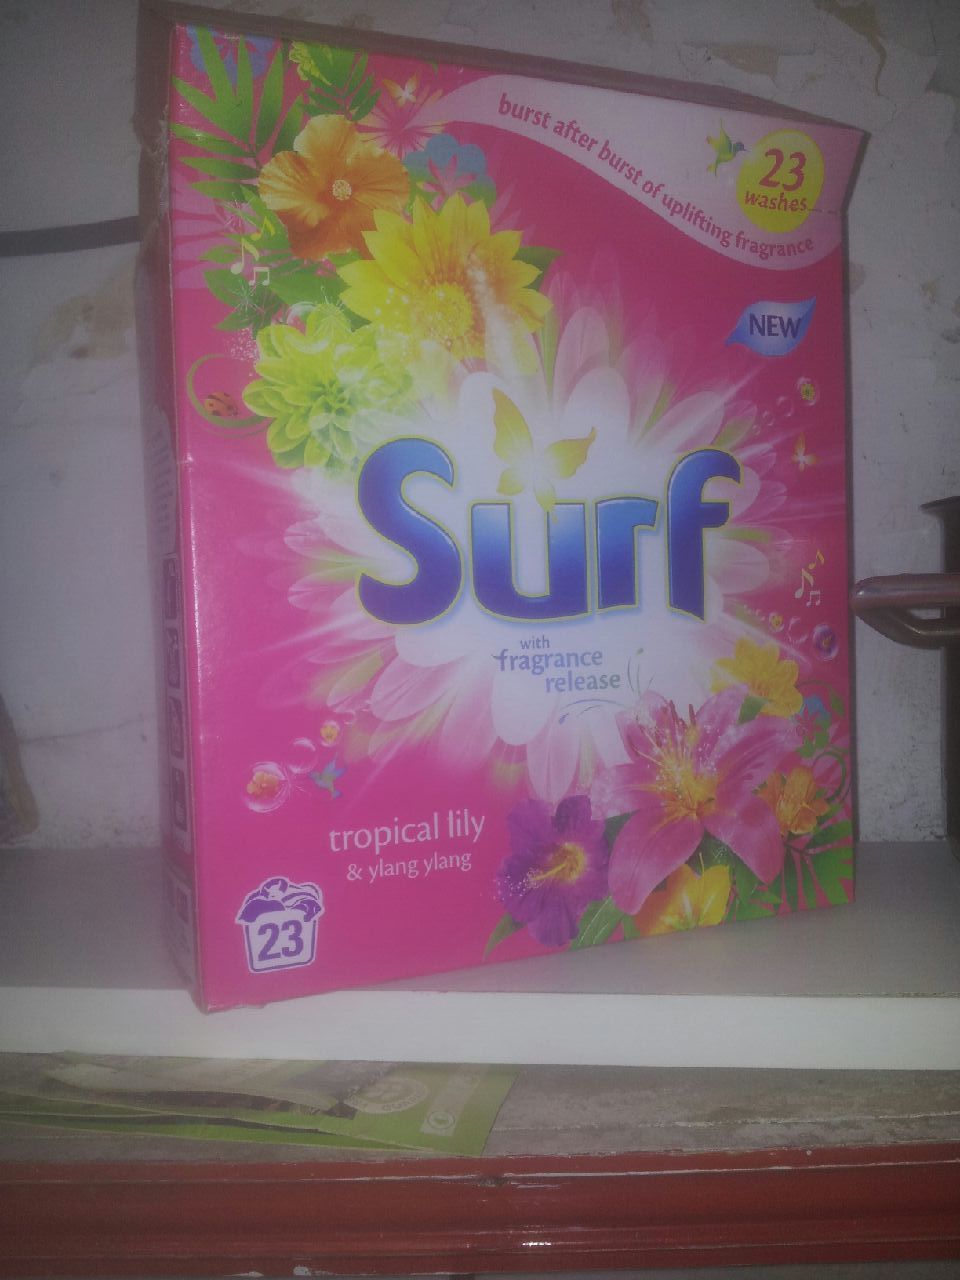 burst after burst of uplifting fragrance
23
washes
NEW
Surf
with
fragrance
release
tropical lily
& ylang ylang
23